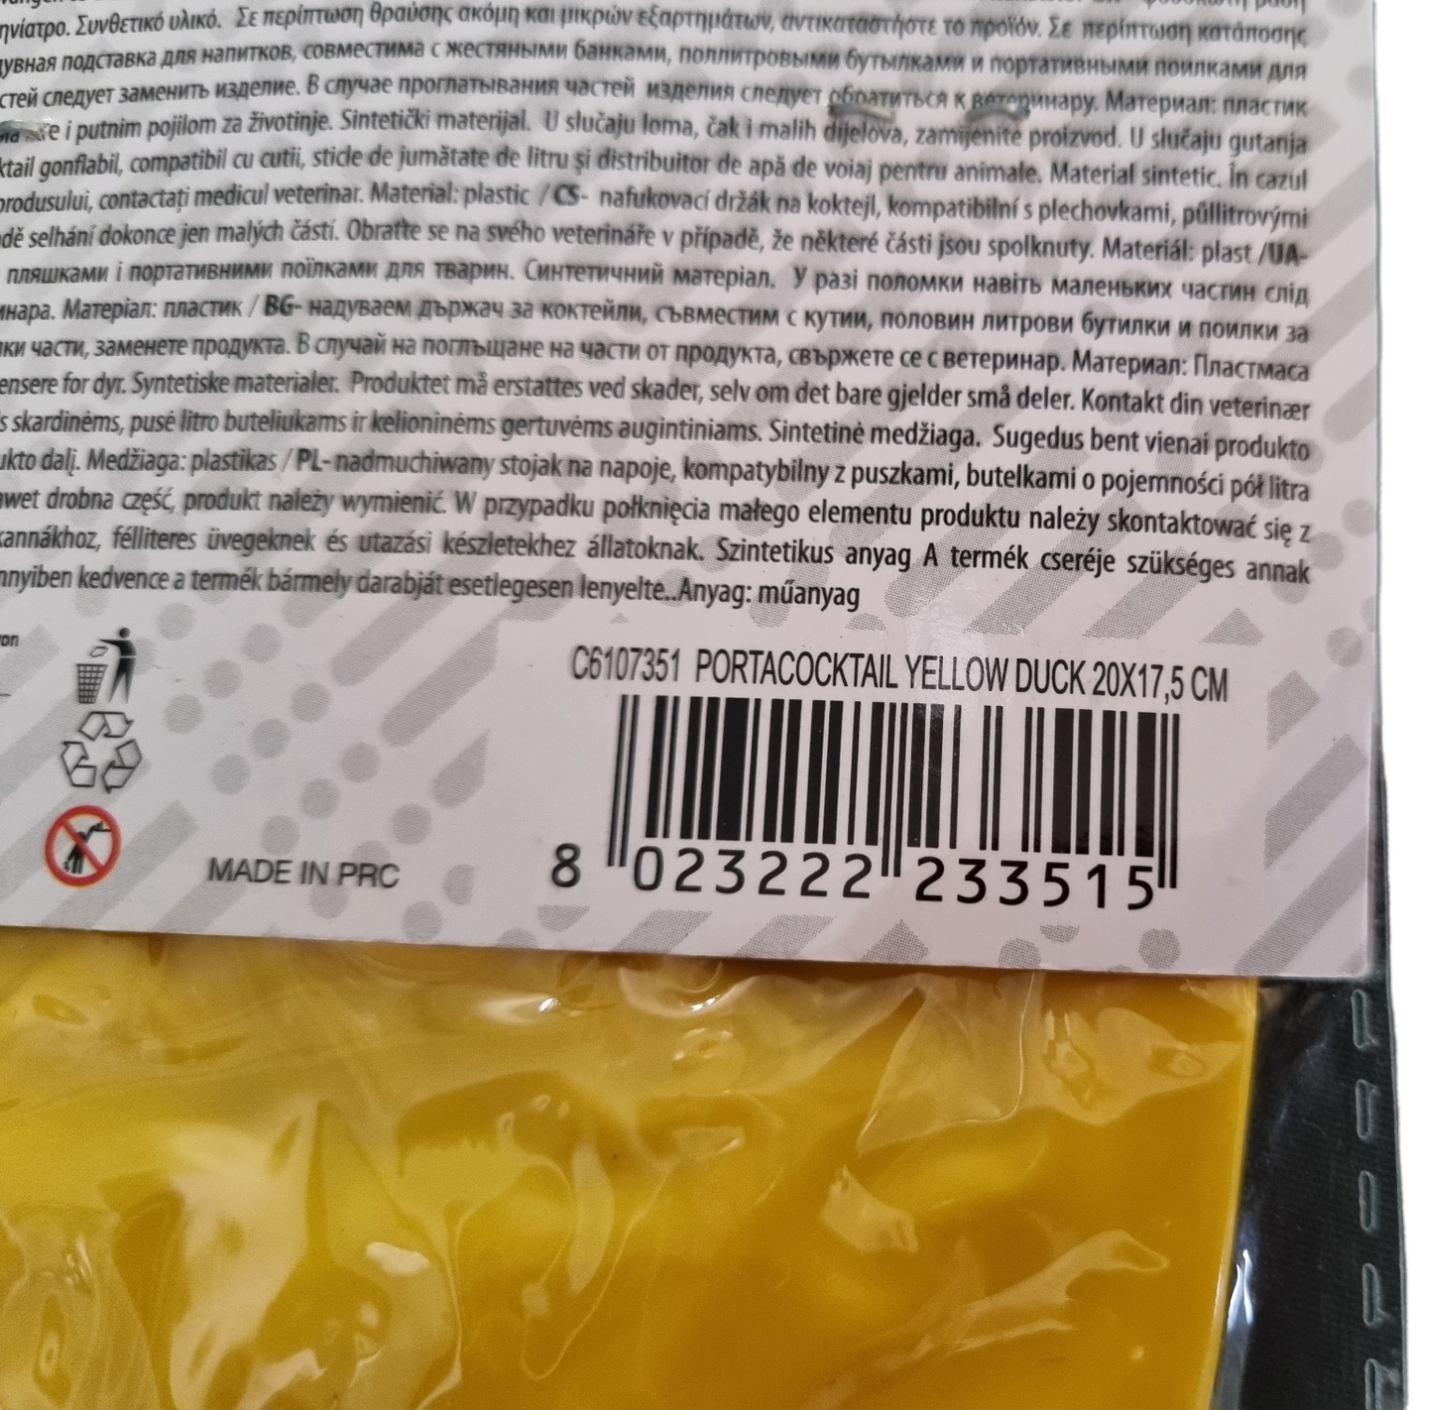 ηνίατρο. Συνθετικό υλικό. Σε περίπτωση θραύσης ακόμη και μικρών εξαρτημάτων, αντικαταστήστε το προϊόν. Σε περίπτωση κατάποσης
увная подставка для напитков, совместима с жестяными банками, поллитровыми бутылками и портативными поилками для
стей следует заменить изделие. В случае проглатывания частей изделия следует обратиться к ветеринару. Материал: пластик
i putnim pojilom za životinje. Sintetički materijal. U slučaju loma, čak i malih dijelova, zamijenite proizvod. U slučaju gutanja
ktail gonflabil, compatibil cu cutii, sticle de jumătate de litru și distribuitor de apă de voiaj pentru animale. Material sintetic. În cazul
produsului, contactați medicul veterinar. Material: plastic / CS- nafukovací držák na koktejl, kompatibilní s plechovkami, půllitrovými
dě selhání dokonce jen malých částí. Obraťte se na svého veterináře v případě, že některé části jsou spolknuty. Materiál: plast /UA-
пляшками і портативними поїлками для тварин. Синтетичний матеріал. У разі поломки навіть маленьких частин слід
инара. Матеріал: пластик / BG- надуваем държач за коктейли, съвместим с кутии, половин литрови бутилки и поилки за
ки части, заменете продукта. В случай на поглъщане на части от продукта, свържете се с ветеринар. Материал: Пластмаса
ensere for dyr. Syntetiske materialer. Produktet må erstattes ved skader, selv om det bare gjelder små deler. Kontakt din veterinær
s skardinėms, pusė litro buteliukams ir kelioninėms gertuvėms augintiniams. Sintetinė medžiaga. Sugedus bent vienai produkto
ukto dalį. Medžiaga: plastikas / PL- nadmuchiwany stojak na napoje, kompatybilny z puszkami, butelkami o pojemności pół litra
awet drobna część, produkt należy wymienić. W przypadku połknięcia małego elementu produktu należy skontaktować się z
kannákhoz, félliteres üvegeknek és utazási készletekhez állatoknak. Szintetikus anyag A termék cseréje szükséges annak
nnyiben kedvence a termék bármely darabját esetlegesen lenyelte..Anyag: műanyag
on
C6107351 PORTACOCKTAIL YELLOW DUCK 20X17,5 CM
MADE IN PRC
8 023222 233515